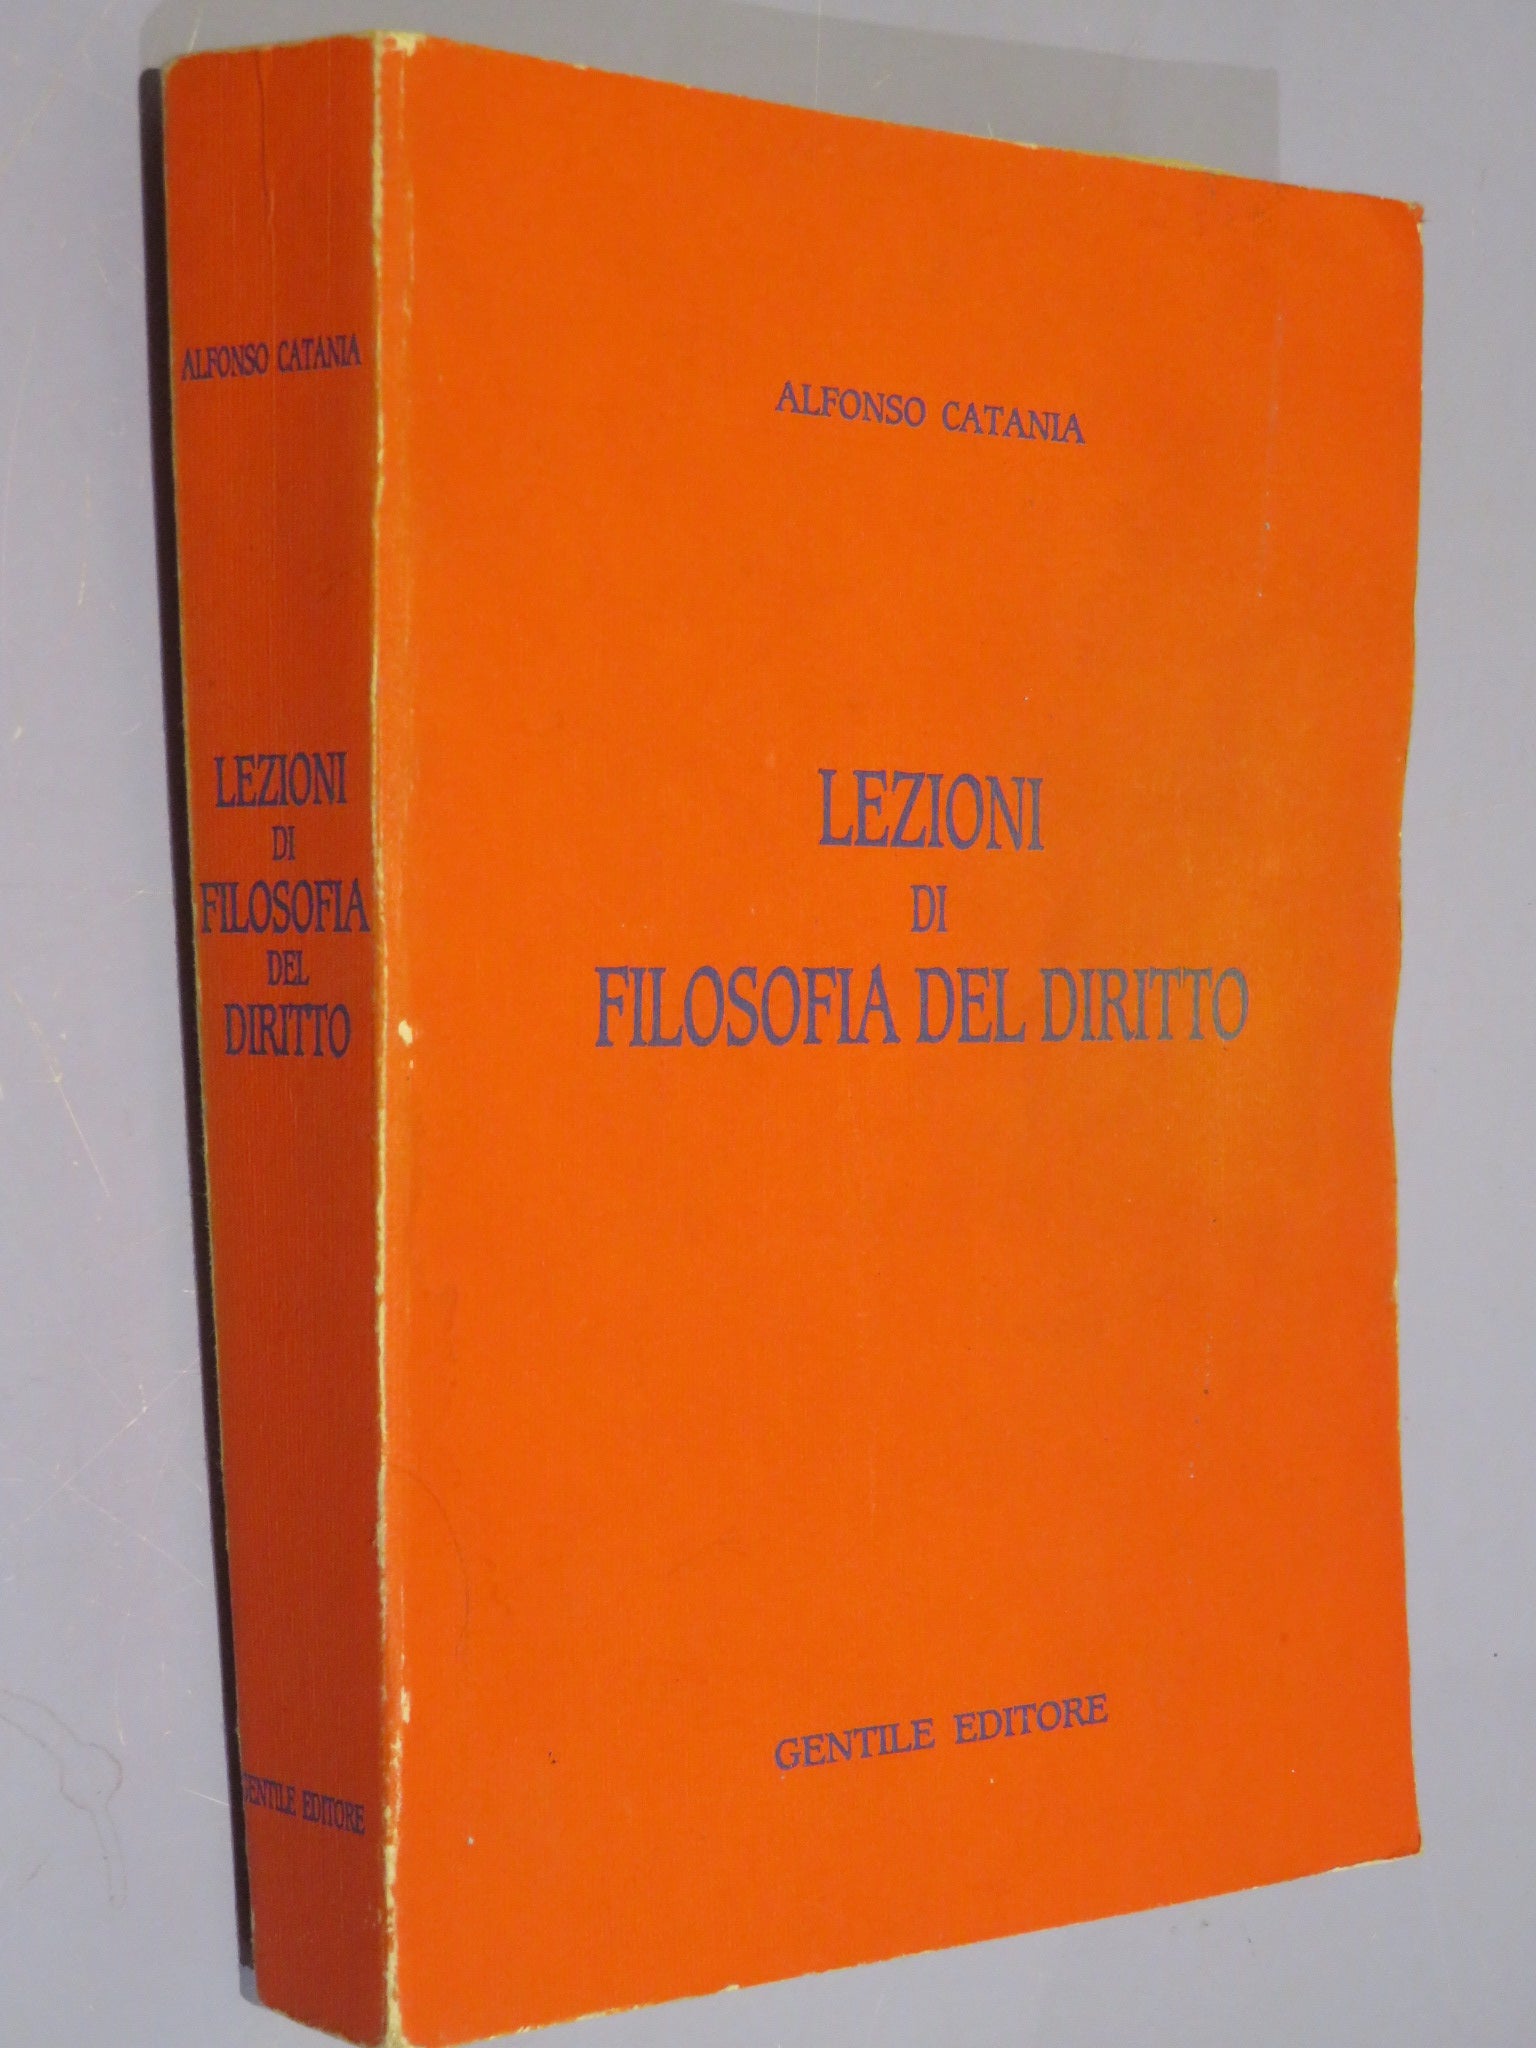 ALFONSO CATANIA
LEZIONI
DI
FILOSOFIA
DEL
DIRITTO
GENTILE EDITORE
ALFONSO CATANIA
LEZIONI
DI
FILOSOFIA DEL DIRITTO
GENTILE EDITORE